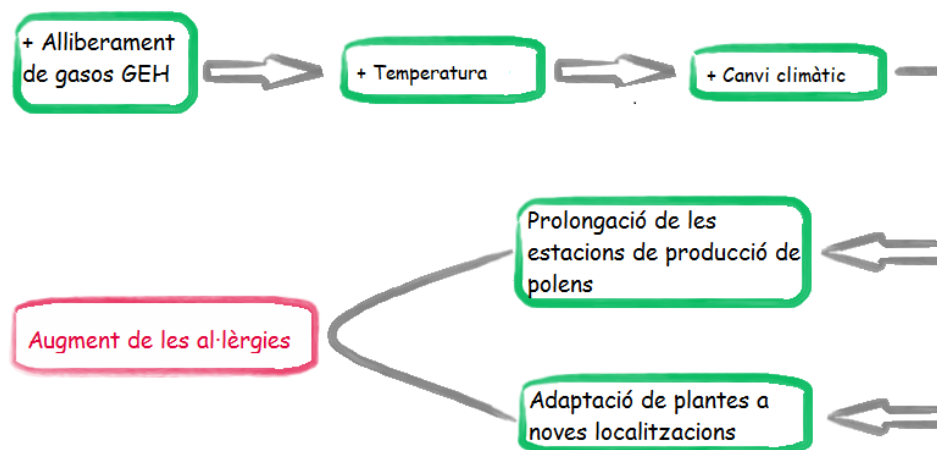 + Alliberament
de gasos GEH
+ Temperatura
+ Canvi climàtic
Prolongació de les
estacions de producció de
polens
Augment de les al·lèrgies
Adaptació de plantes a
noves localitzacions